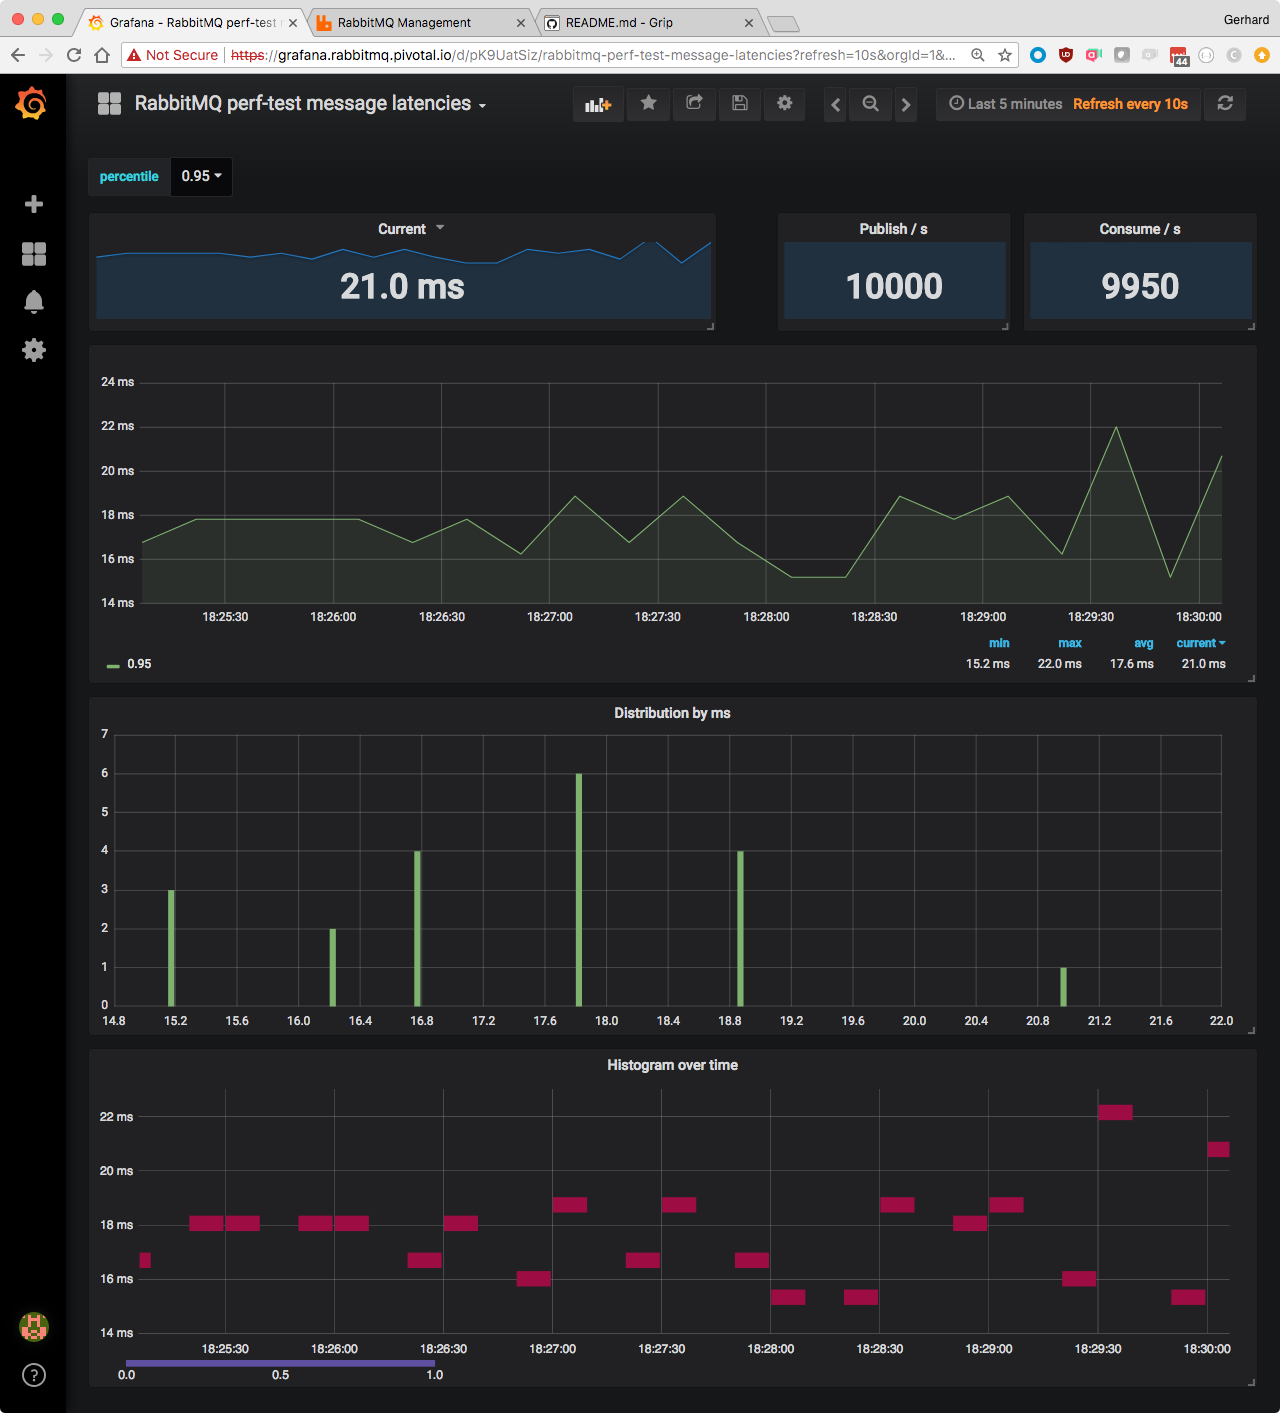 Grafana - RabbitMQ perf-test m
RabbitMQ Management
README.md - Grip
Gerhard
Not Secure https://grafana.rabbitmq.pivotal.io/d/pK9UatSiz/rabbitmq-perf-test-message-latencies?refresh=10s&orgId=1&...
44
RabbitMQ perf-test message latencies
Last 5 minutes Refresh every 10s
percentile 0.95
Current
21.0 ms
Publish / s
10000
Consume / s
9950
24 ms
22 ms
20 ms
18 ms
16 ms
14 ms
18:25:30 18:26:00 18:26:30 18:27:00 18:27:30 18:28:00 18:28:30 18:29:00 18:29:30 18:30:00
min max avg current
0.95 15.2 ms 22.0 ms 17.6 ms 21.0 ms
Distribution by ms
7
6
5
4
3
2
1
0
14.8 15.2 15.6 16.0 16.4 16.8 17.2 17.6 18.0 18.4 18.8 19.2 19.6 20.0 20.4 20.8 21.2 21.6 22.0
Histogram over time
22 ms
20 ms
18 ms
16 ms
14 ms
18:25:30 18:26:00 18:26:30 18:27:00 18:27:30 18:28:00 18:28:30 18:29:00 18:29:30 18:30:00
0.0 0.5 1.0